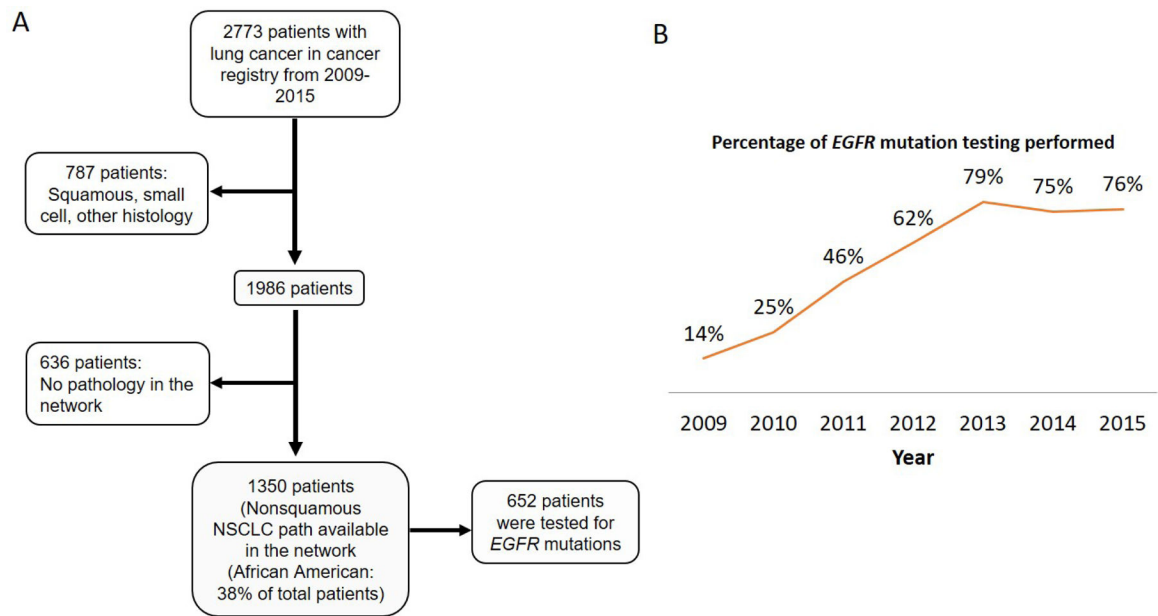 A
2773 patients with
lung cancer in cancer
registry from 2009-
2015
787 patients:
Squamous, small
cell, other histology
1986 patients
636 patients:
No pathology in the
network
1350 patients
(Nonsquamous
NSCLC path available
in the network
(African American:
38% of total patients)
652 patients
were tested for
EGFR mutations
B
Percentage of EGFR mutation testing performed
14%
25%
46%
62%
79%
75%
76%
2009 2010 2011 2012 2013 2014 2015
Year